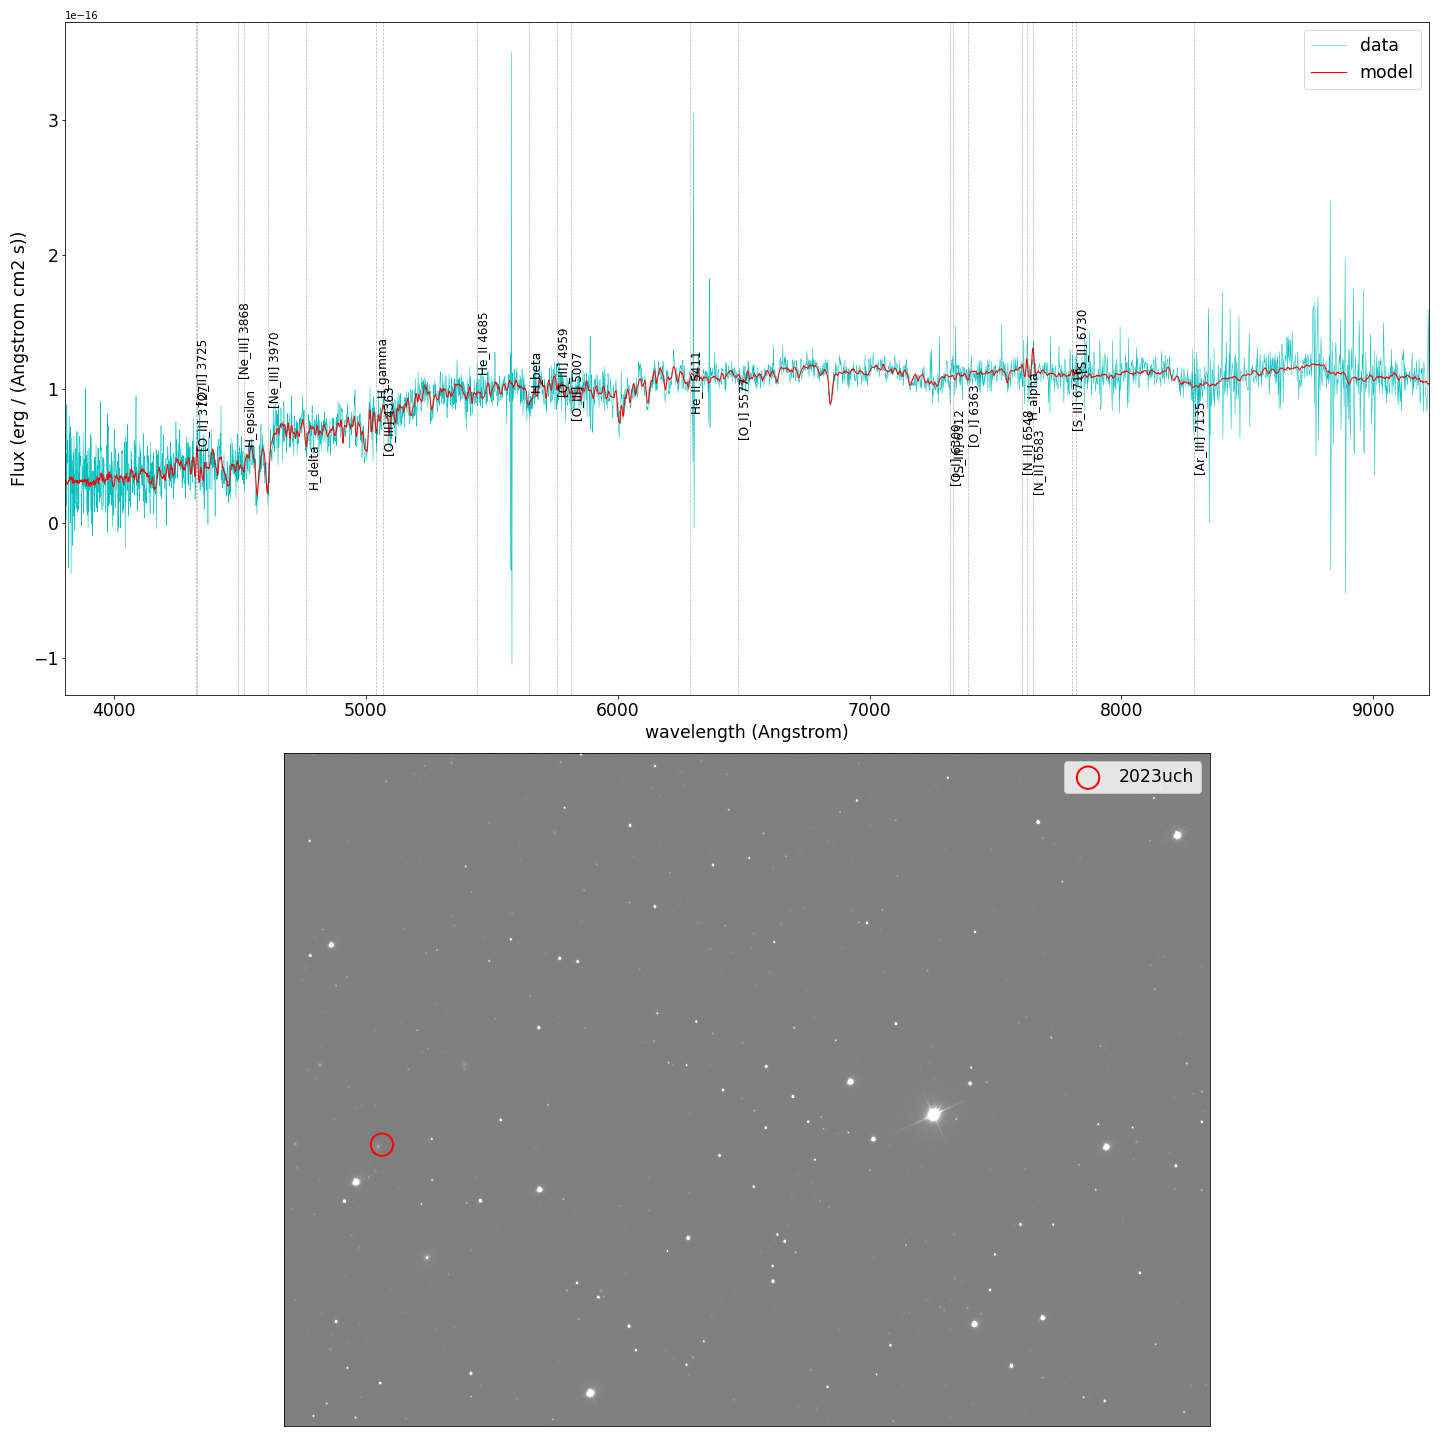 1e−16
Flux (erg / (Angstrom cm2 s))
3
2
1
0
−1
data
model
[O_II] 3725
[Ne_III] 3868
H_epsilon
[Ne_III] 3970
H_delta
H_gamma
[O_III] 4363
He_II 4685
H_beta
[O_III] 4959
[O_III] 5007
He_II 5411
[O_I] 5577
[O_I] 6300
[S_III] 6312
[O_I] 6363
[N_II] 6548
H_alpha
[N_II] 6583
[S_II] 6716
[S_II] 6730
[Ar_III] 7135
4000 5000 6000 7000 8000 9000
wavelength (Angstrom)
2023uch